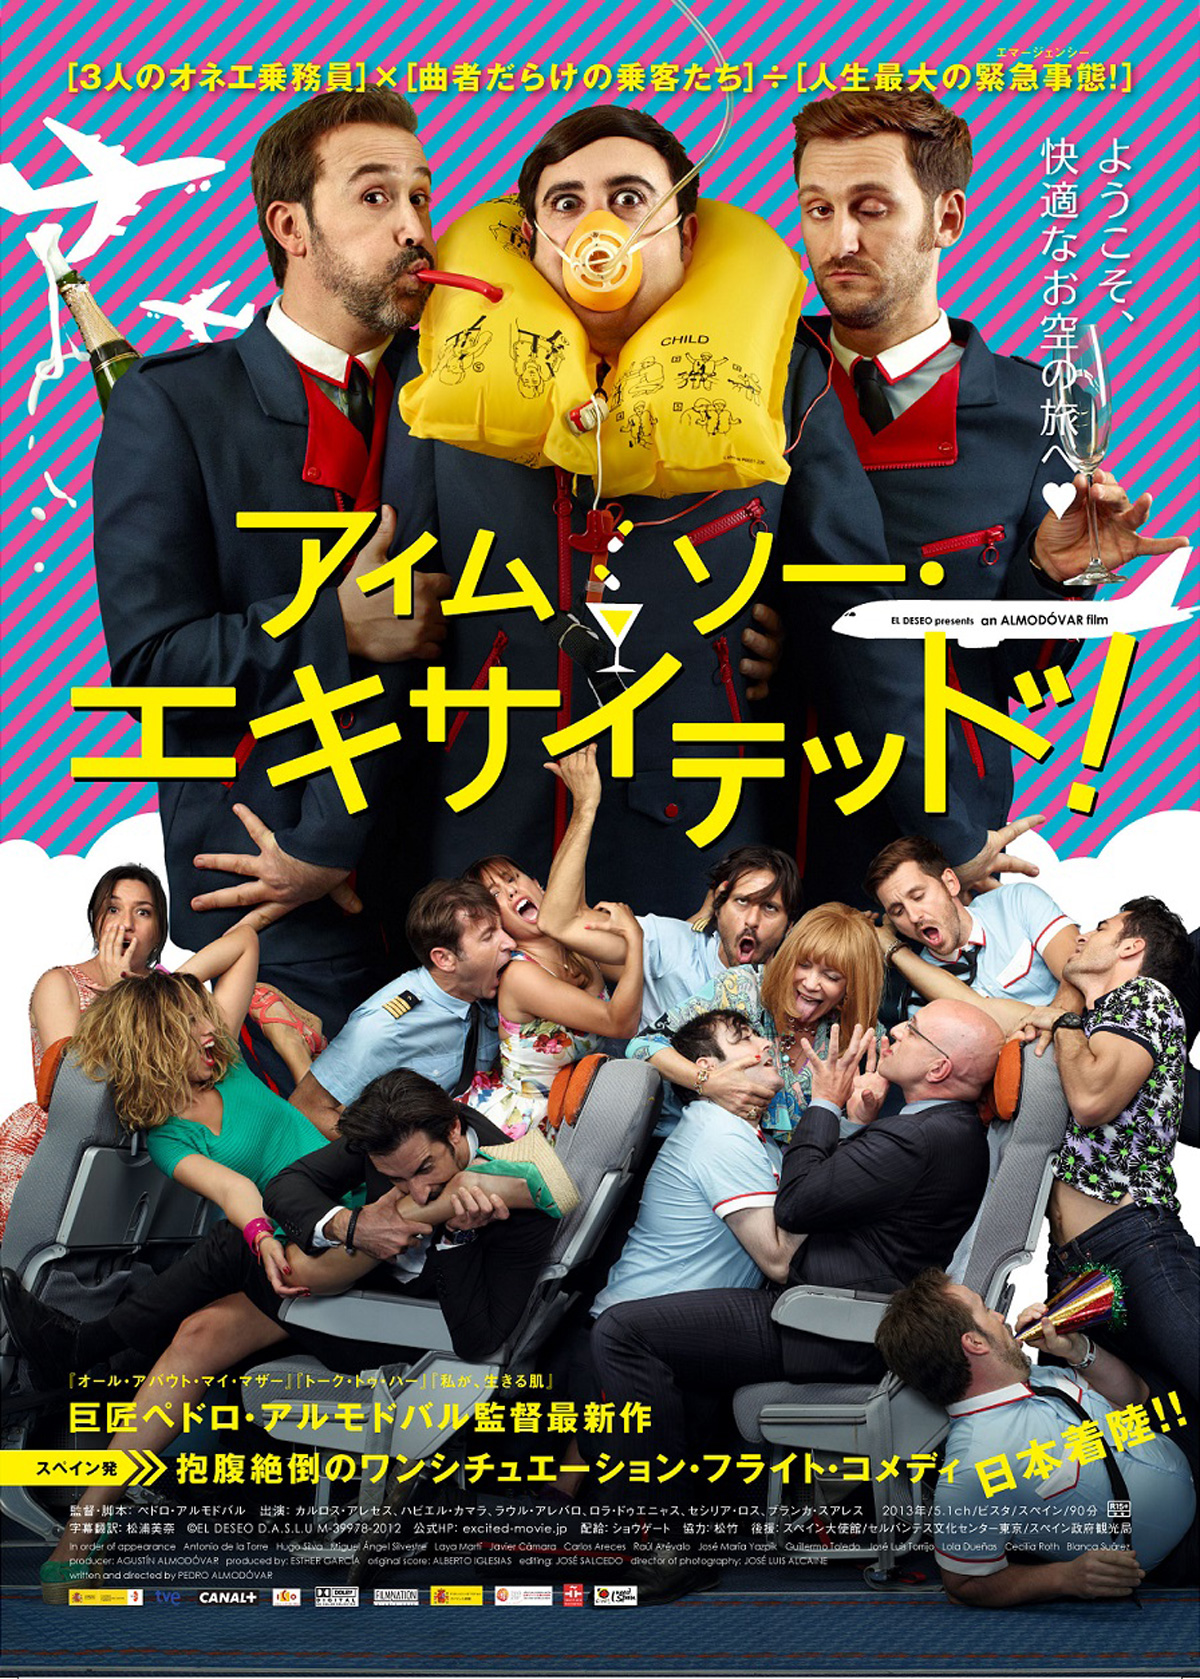 エマージェンシー
[3人のオネエ乗務員]×[曲者だらけの乗客たち]÷[人生最大の緊急事態!]
ようこそ、
快適なお空の旅へ♥
CHILD
アイム・ソー・
EL DESEO presents an ALMODÓVAR film
エキサイテッド!
『オール・アバウト・マイ・マザー』『トーク・トゥ・ハー』『私が、生きる肌』
巨匠ペドロ・アルモドバル監督最新作
スペイン発 抱腹絶倒のワンシチュエーション・フライト・コメディ 日本着陸!!
監督・脚本:ペドロ・アルモドバル 出演:カルロス・アレセス、ハビエル・カマラ、ラウル・アレバロ、ロラ・ドゥエニャス、セシリア・ロス、ブランカ・スアレス 2013年/5.1ch/ビスタ/スペイン/90分 R15+
字幕翻訳:松浦美奈 ©EL DESEO D.A.S.L.U M-39978-2012 公式HP:excited-movie.jp 配給:ショウゲート 協力:松竹 後援:スペイン大使館/セルバンテス文化センター東京/スペイン政府観光局
In order of appearance Antonio de la Torre Hugo Silva Miguel Ángel Silvestre Laya Martí Javier Cámara Carlos Areces Raúl Arévalo José María Yazpik Guillermo Toledo José Luis Torrijo Lola Dueñas Cecilia Roth Blanca Suárez
producer: AGUSTÍN ALMODÓVAR produced by: ESTHER GARCÍA original score: ALBERTO IGLESIAS editing: JOSÉ SALCEDO director of photography: JOSÉ LUIS ALCAINE
written and directed by PEDRO ALMODÓVAR
tve CANAL+ ICO DOLBY DIGITAL FILMNATION